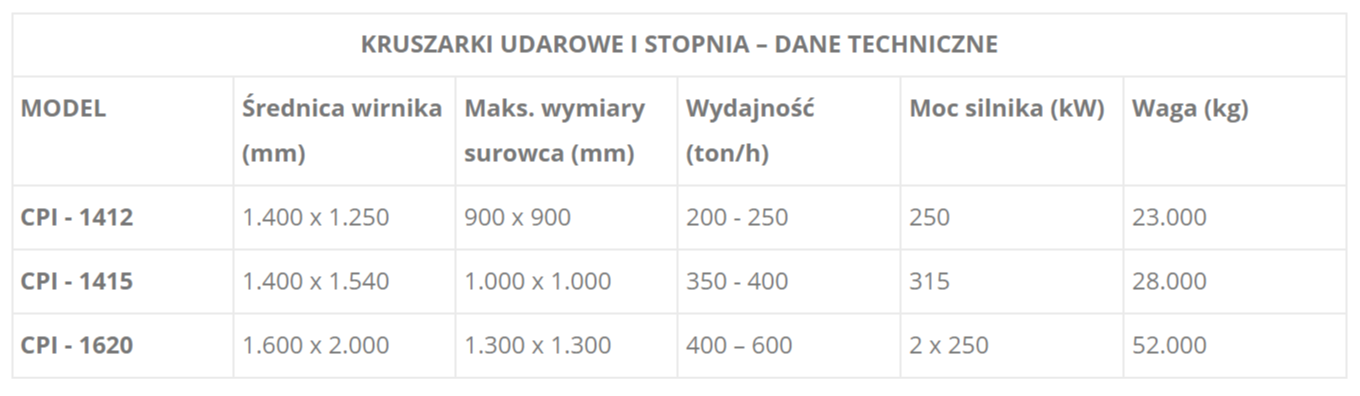 KRUSZARKI UDAROWE I STOPNIA – DANE TECHNICZNE
MODEL Średnica wirnika Maks. wymiary Wydajność Moc silnika (kW) Waga (kg)
(mm) surowca (mm) (ton/h)
CPI - 1412 1.400 x 1.250 900 x 900 200 - 250 250 23.000
CPI - 1415 1.400 x 1.540 1.000 x 1.000 350 - 400 315 28.000
CPI - 1620 1.600 x 2.000 1.300 x 1.300 400 – 600 2 x 250 52.000